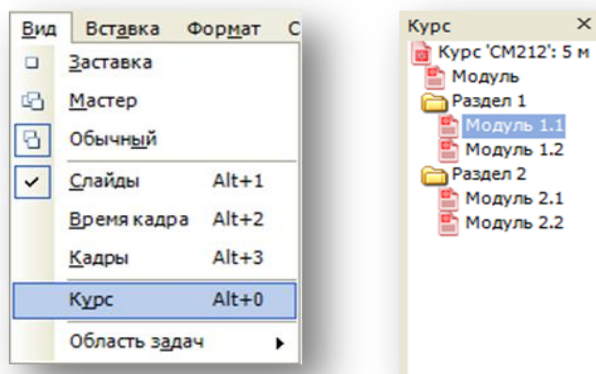 Вид Вставка Формат С
Заставка
Мастер
Обычный
Слайды Alt+1
Время кадра Alt+2
Кадры Alt+3
Курс Alt+0
Область задач
Курс
Курс 'СМ212': 5 м
Модуль
Раздел 1
Модуль 1.1
Модуль 1.2
Раздел 2
Модуль 2.1
Модуль 2.2